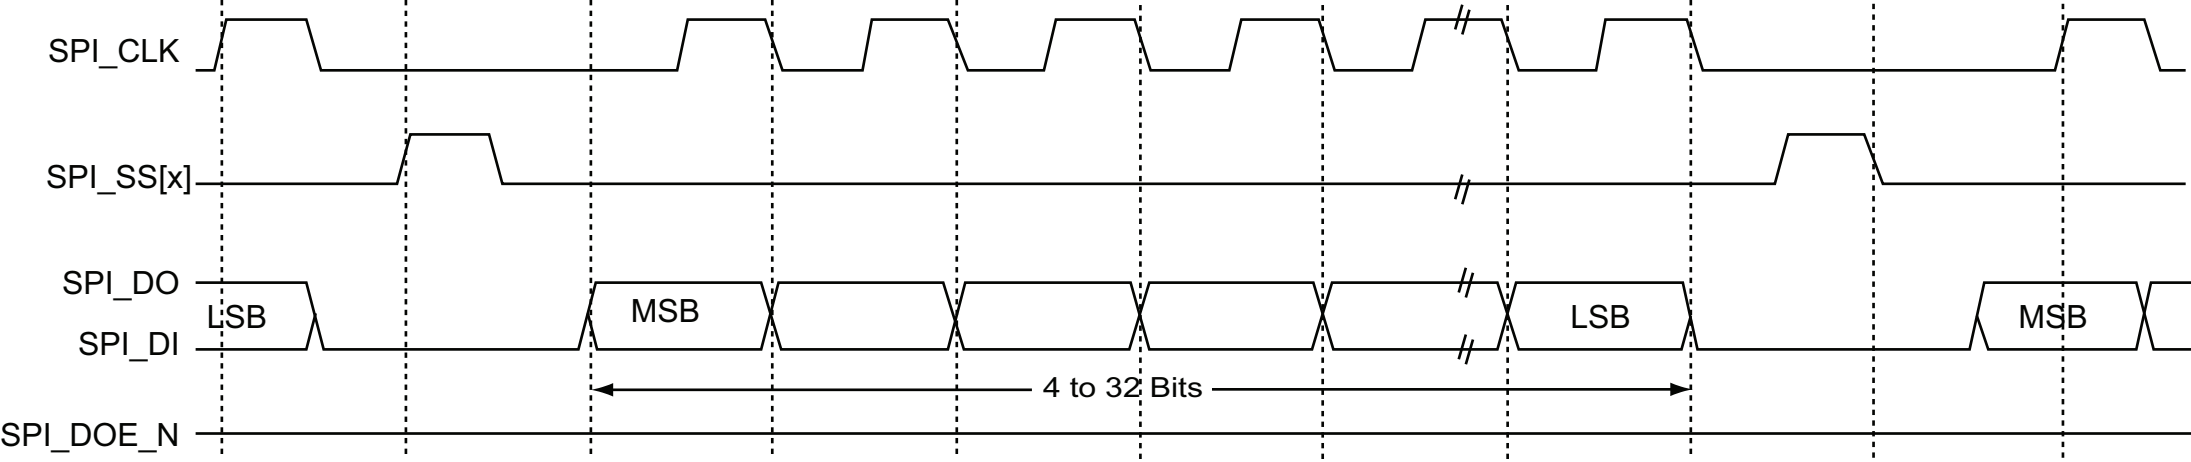 SPI_CLK
SPI_SS[x]
SPI_DO
LSB MSB LSB MSB
SPI_DI
4 to 32 Bits
SPI_DOE_N